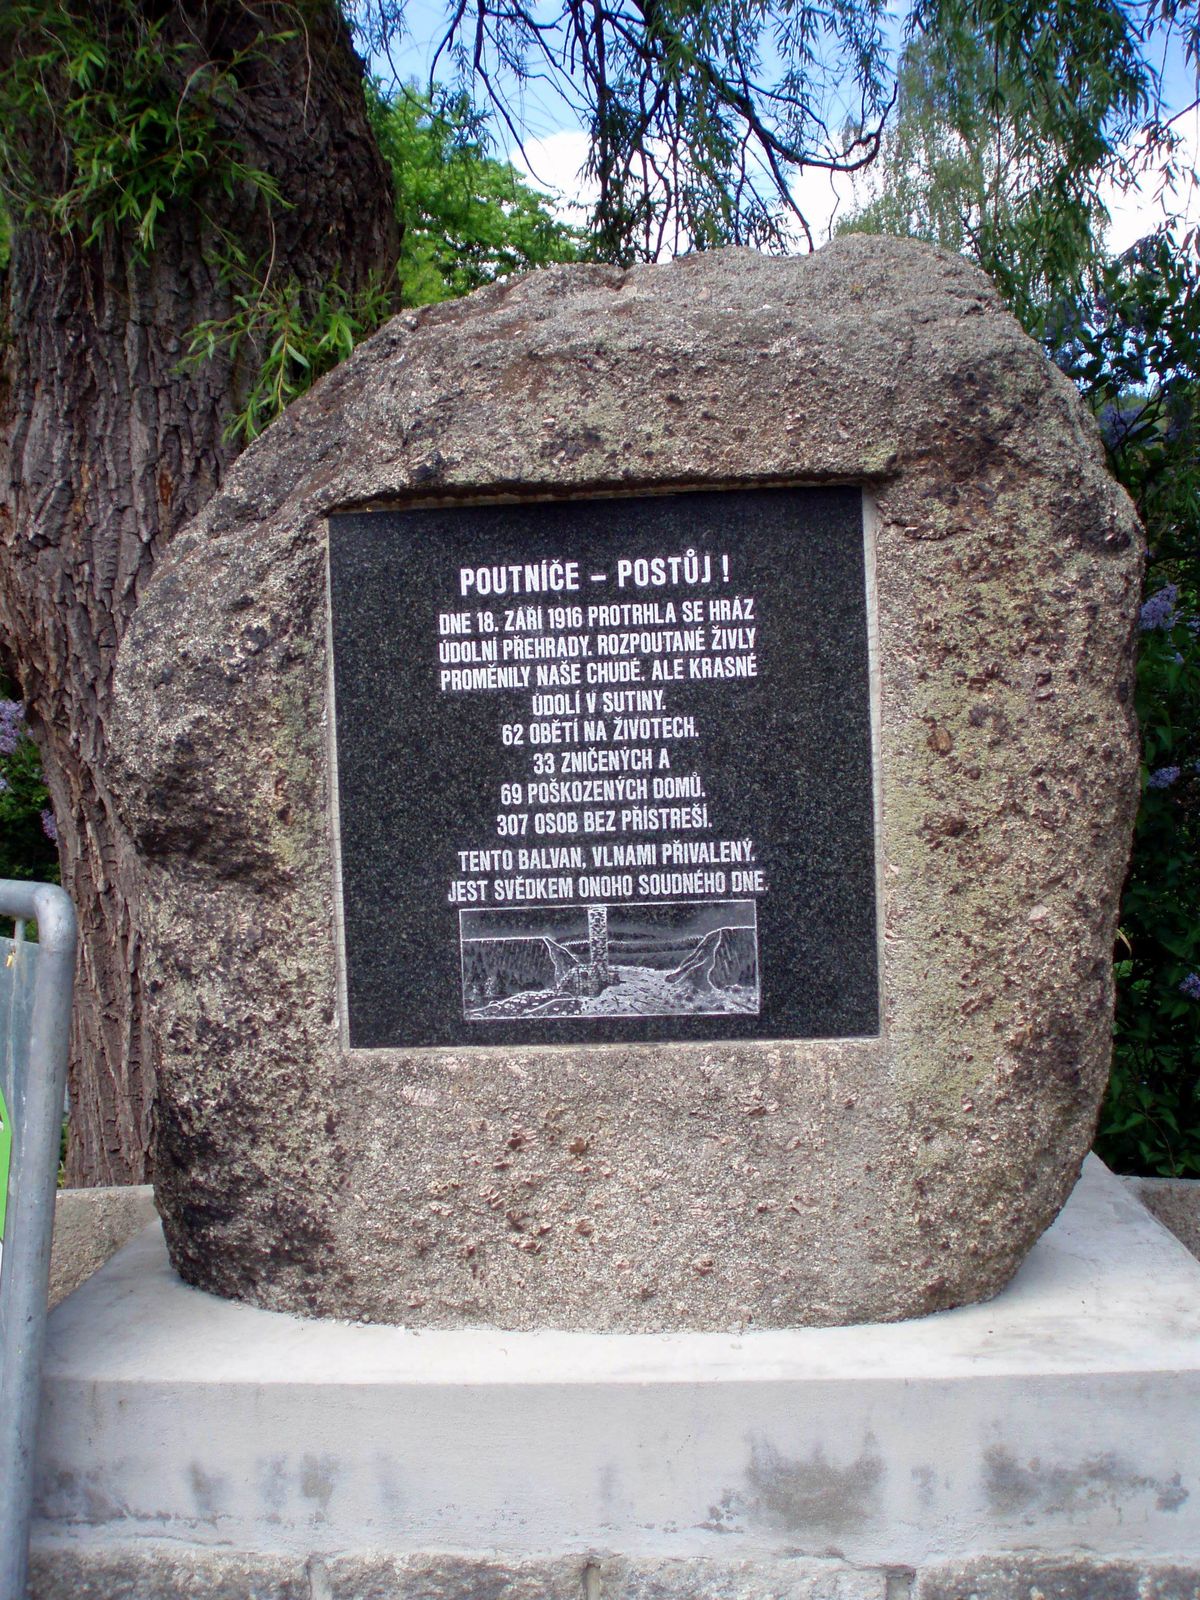 POUTNÍČE – POSTŮJ !
DNE 18. ZÁŘÍ 1916 PROTRHLA SE HRÁZ
ÚDOLNÍ PŘEHRADY. ROZPOUTANÉ ŽIVLY
PROMĚNILY NAŠE CHUDÉ. ALE KRASNÉ
ÚDOLÍ V SUTINY.
62 OBĚTÍ NA ŽIVOTECH.
33 ZNIČENÝCH A
69 POŠKOZENÝCH DOMŮ.
307 OSOB BEZ PŘÍSTREŠÍ.
TENTO BALVAN, VLNAMI PŘIVALENÝ.
JEST SVĚDKEM ONOHO SOUDNÉHO DNE.